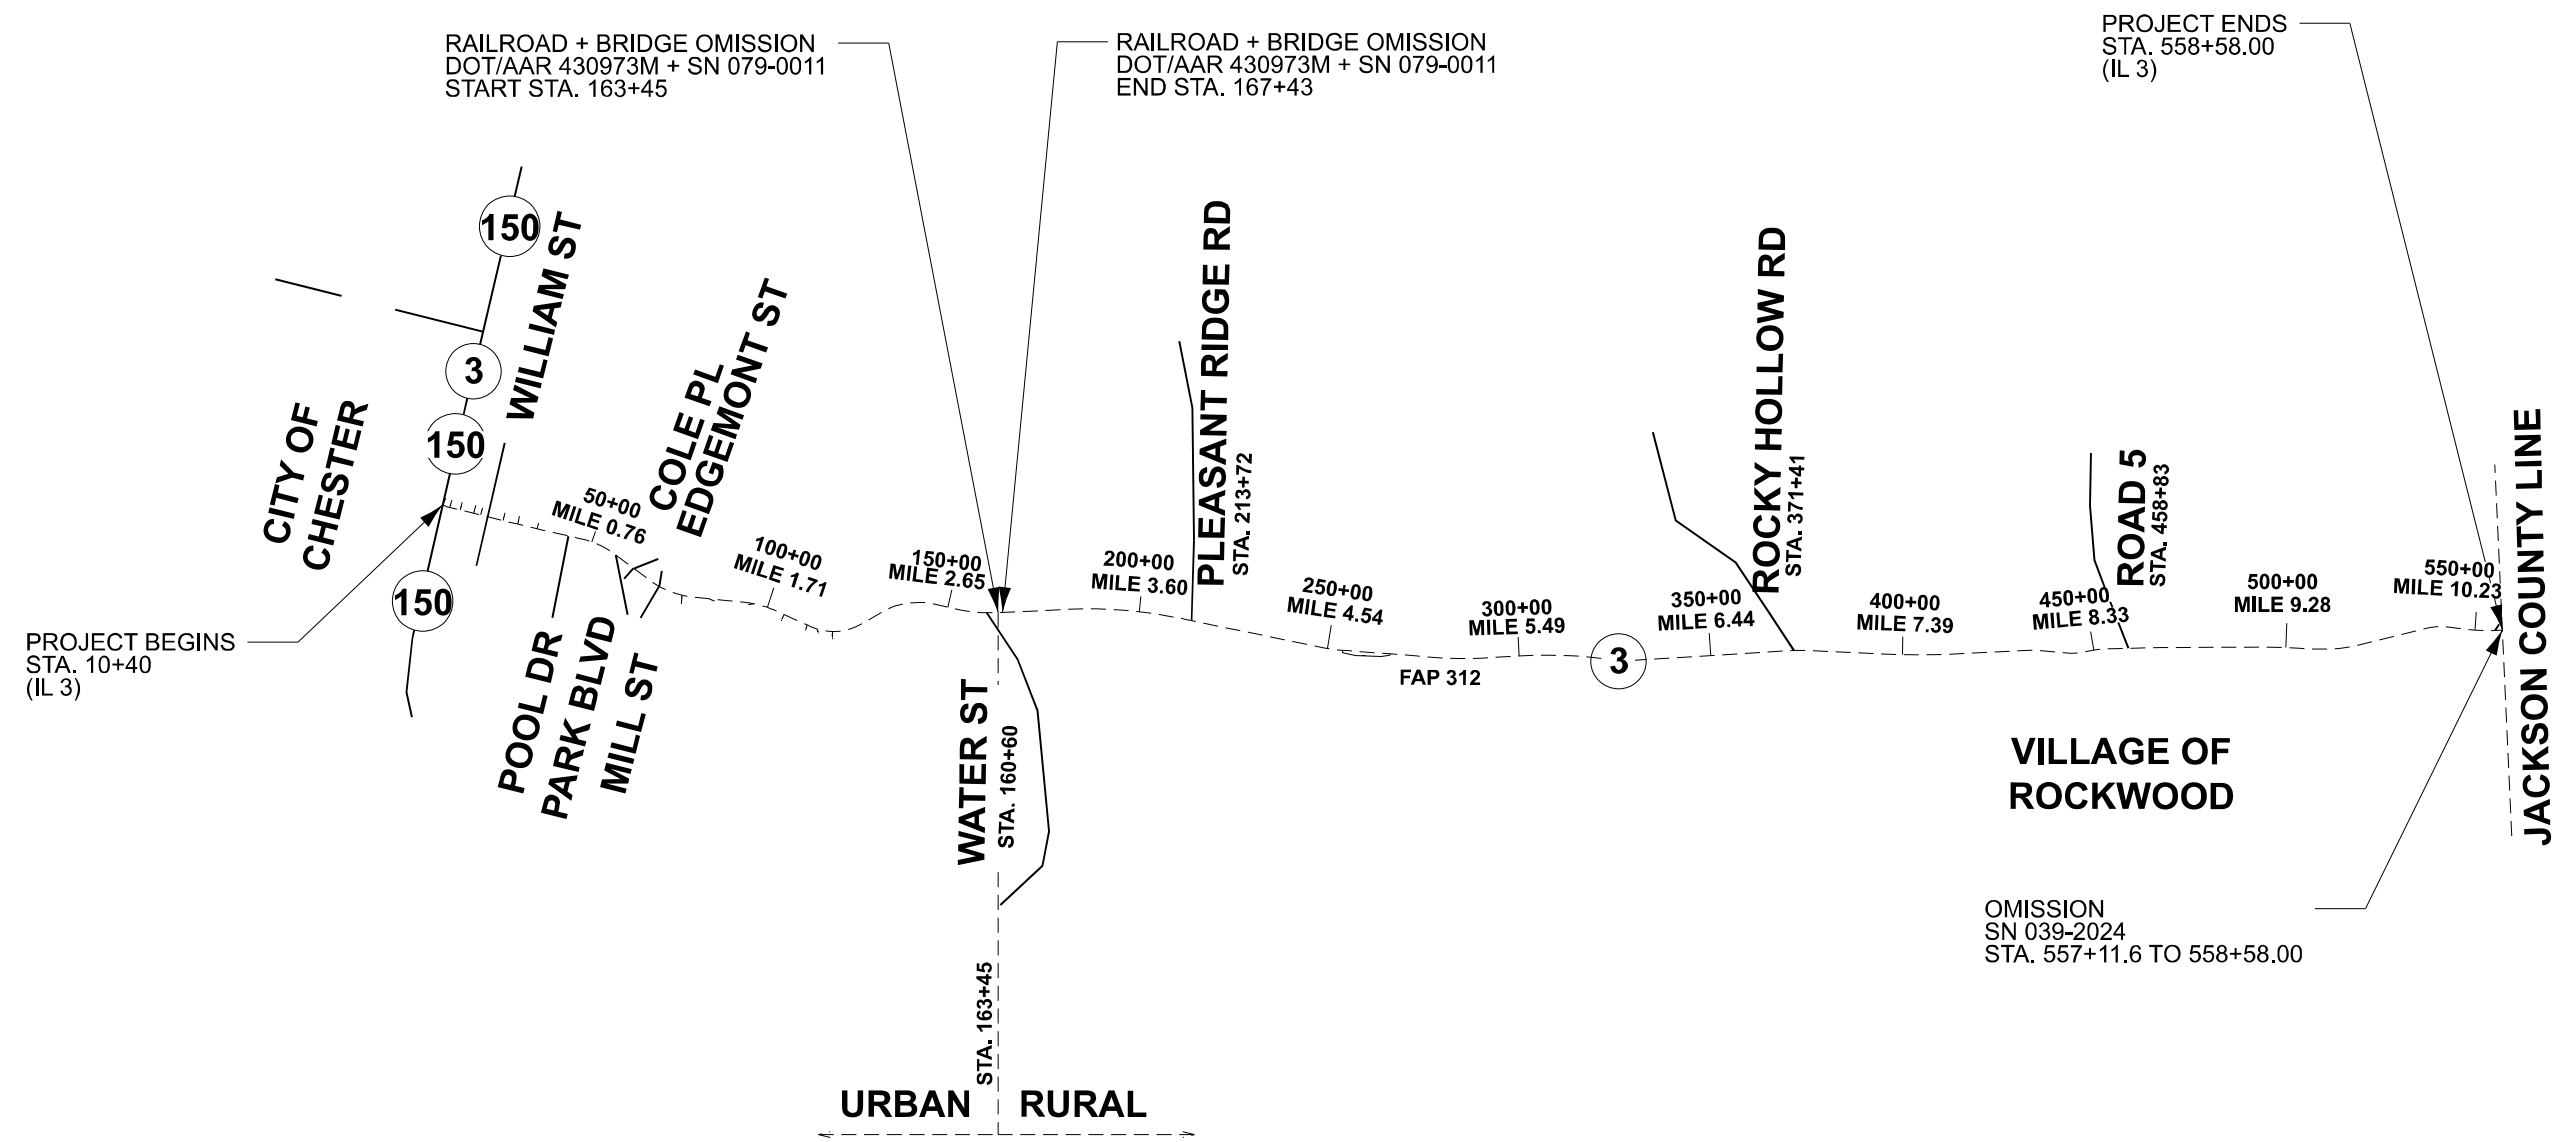 RAILROAD + BRIDGE OMISSION
DOT/AAR 430973M + SN 079-0011
START STA. 163+45
RAILROAD + BRIDGE OMISSION
DOT/AAR 430973M + SN 079-0011
END STA. 167+43
PROJECT ENDS
STA. 558+58.00
(IL 3)
150
WILLIAM ST
3
150
CITY OF
CHESTER
150
PROJECT BEGINS
STA. 10+40
(IL 3)
50+00
MILE 0.76
COLE PL
EDGEMONT ST
POOL DR
PARK BLVD
MILL ST
100+00
MILE 1.71
150+00
MILE 2.65
WATER ST
STA. 160+60
200+00
MILE 3.60
PLEASANT RIDGE RD
STA. 213+72
250+00
MILE 4.54
300+00
MILE 5.49
FAP 312
3
350+00
MILE 6.44
ROCKY HOLLOW RD
STA. 371+41
400+00
MILE 7.39
450+00
MILE 8.33
ROAD 5
STA. 458+83
500+00
MILE 9.28
550+00
MILE 10.23
JACKSON COUNTY LINE
VILLAGE OF
ROCKWOOD
OMISSION
SN 039-2024
STA. 557+11.6 TO 558+58.00
STA. 163+45
URBAN
RURAL